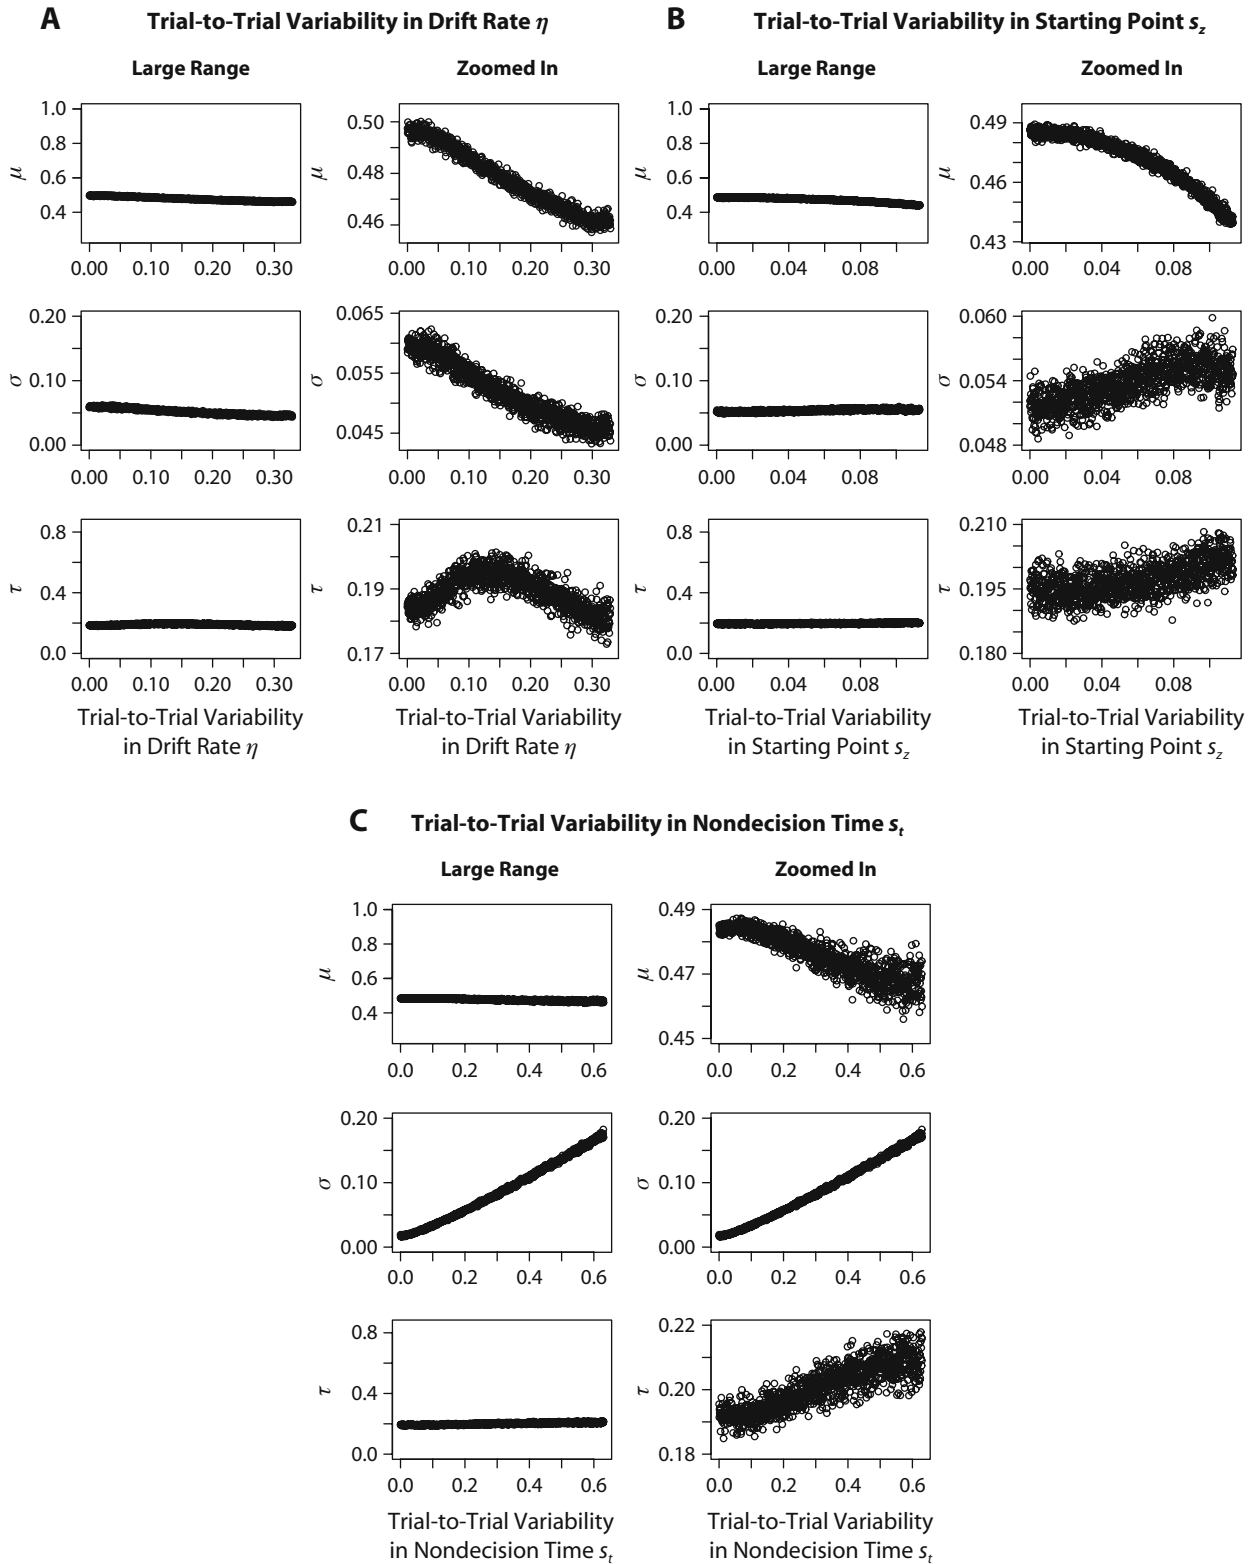 A Trial-to-Trial Variability in Drift Rate η
Large Range
Zoomed In
μ
1.0
0.8
0.6
0.4
0.00 0.10 0.20 0.30
μ
0.50
0.48
0.46
0.00 0.10 0.20 0.30
σ
0.20
0.10
0.00
0.00 0.10 0.20 0.30
σ
0.065
0.055
0.045
0.00 0.10 0.20 0.30
τ
0.8
0.4
0.0
0.00 0.10 0.20 0.30
Trial-to-Trial Variability
in Drift Rate η
τ
0.21
0.19
0.17
0.00 0.10 0.20 0.30
Trial-to-Trial Variability
in Drift Rate η
B Trial-to-Trial Variability in Starting Point sz
Large Range
Zoomed In
μ
1.0
0.8
0.6
0.4
0.00 0.04 0.08
μ
0.49
0.46
0.43
0.00 0.04 0.08
σ
0.20
0.10
0.00
0.00 0.04 0.08
σ
0.060
0.054
0.048
0.00 0.04 0.08
τ
0.8
0.4
0.0
0.00 0.04 0.08
Trial-to-Trial Variability
in Starting Point sz
τ
0.210
0.195
0.180
0.00 0.04 0.08
Trial-to-Trial Variability
in Starting Point sz
C Trial-to-Trial Variability in Nondecision Time st
Large Range
Zoomed In
μ
1.0
0.8
0.6
0.4
0.0 0.2 0.4 0.6
μ
0.49
0.47
0.45
0.0 0.2 0.4 0.6
σ
0.20
0.10
0.00
0.0 0.2 0.4 0.6
σ
0.20
0.10
0.00
0.0 0.2 0.4 0.6
τ
0.8
0.4
0.0
0.0 0.2 0.4 0.6
Trial-to-Trial Variability
in Nondecision Time st
τ
0.22
0.20
0.18
0.0 0.2 0.4 0.6
Trial-to-Trial Variability
in Nondecision Time st